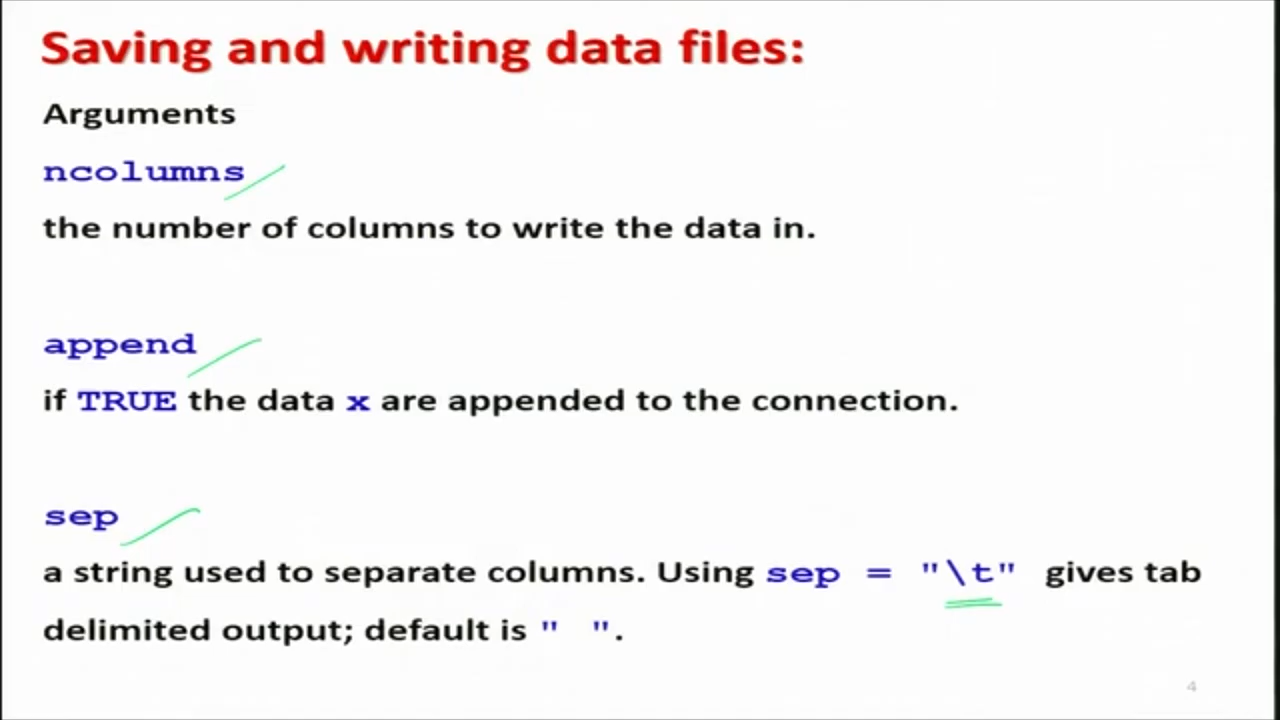 Saving and writing data files:
Arguments
ncolumns
the number of columns to write the data in.
append
if TRUE the data x are appended to the connection.
sep
a string used to separate columns. Using sep = "\t" gives tab
delimited output; default is " ".
4